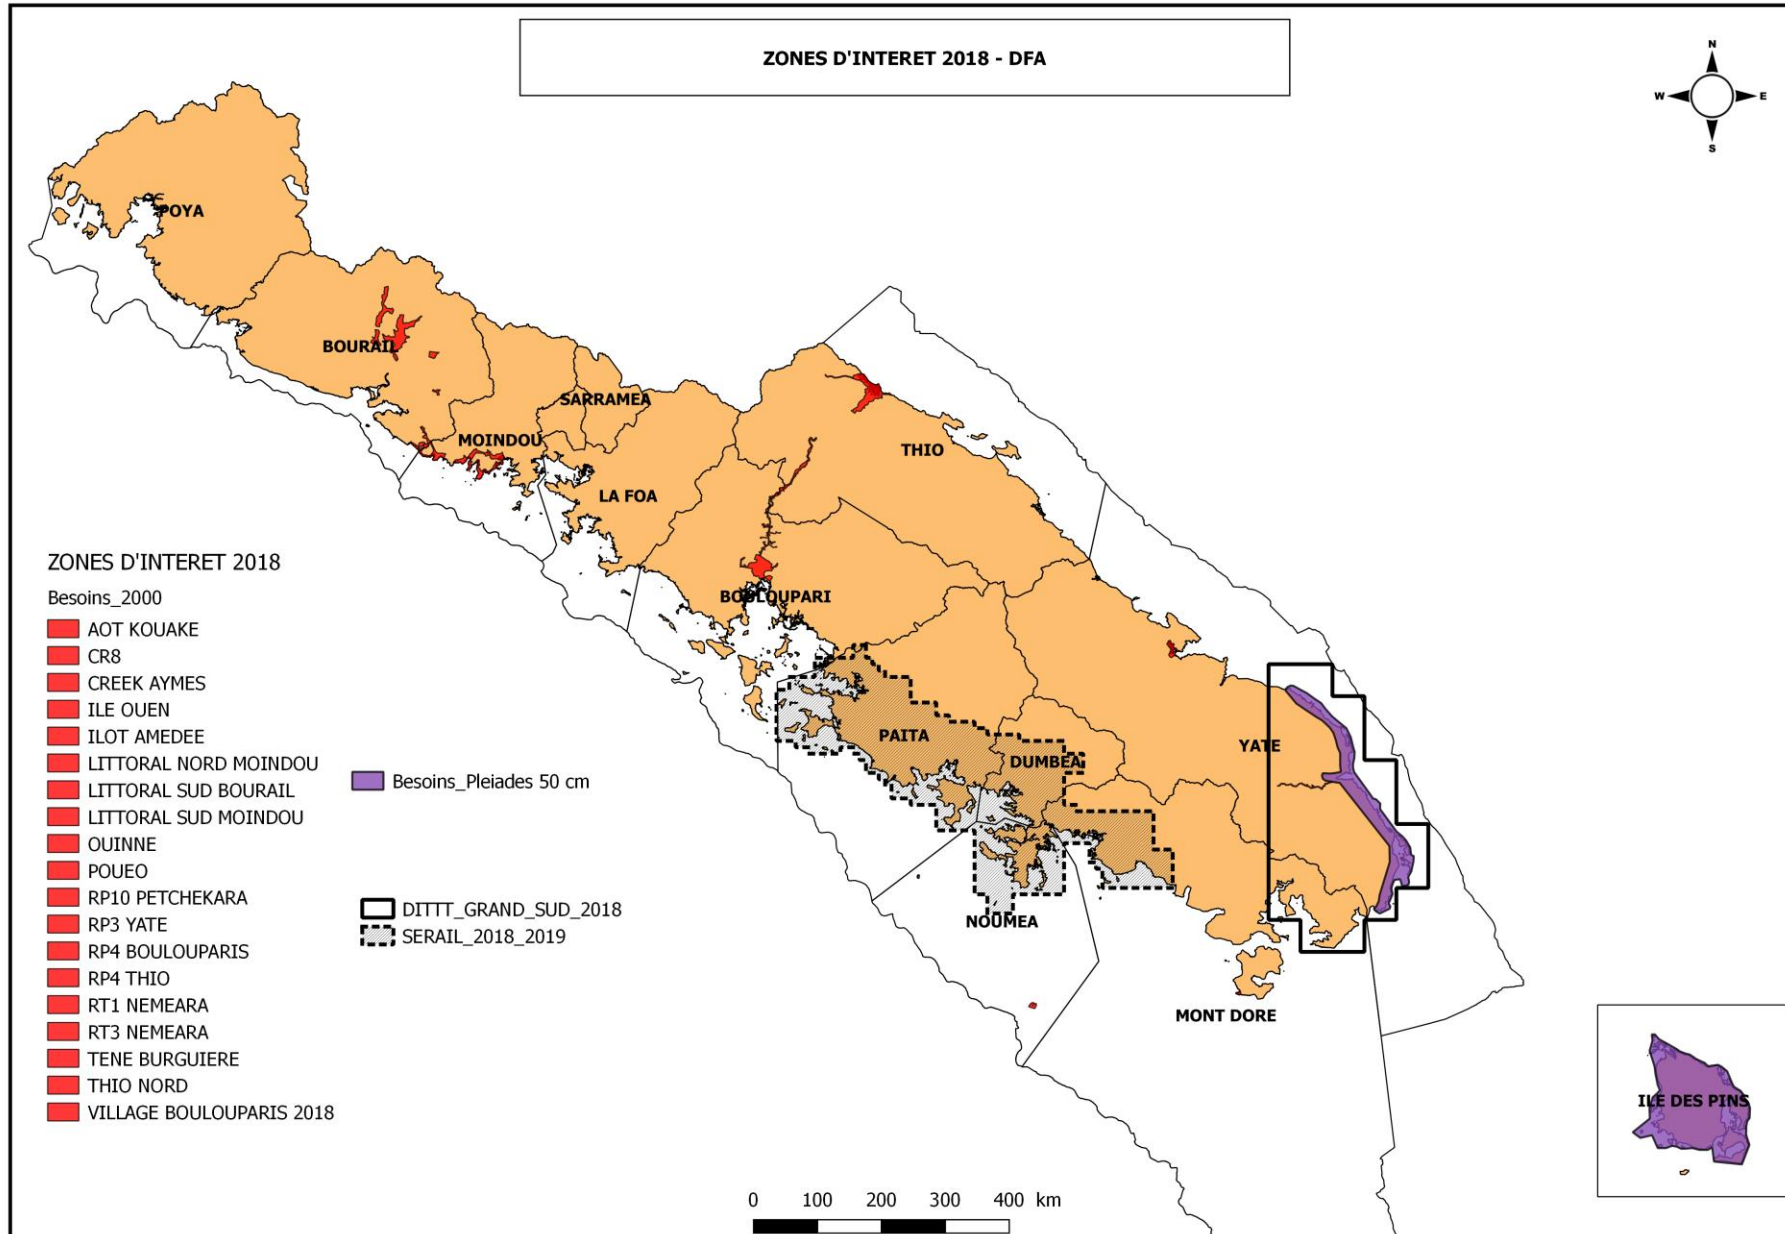 ZONES D'INTERET 2018 - DFA
N
W
E
S
POYA
BOURAIL
SARRAMEA
MOINDOU
THIO
LA FOA
BOULOUPARI
PAITA
DUMBEA
YATE
NOUMEA
MONT DORE
ILE DES PINS
ZONES D'INTERET 2018
Besoins_2000
AOT KOUAKE
CR8
CREEK AYMES
ILE OUEN
ILOT AMEDEE
LITTORAL NORD MOINDOU
LITTORAL SUD BOURAIL
LITTORAL SUD MOINDOU
OUINNE
POUEO
RP10 PETCHEKARA
RP3 YATE
RP4 BOULOUPARIS
RP4 THIO
RT1 NEMEARA
RT3 NEMEARA
TENE BURGUIERE
THIO NORD
VILLAGE BOULOUPARIS 2018
Besoins_Pleiades 50 cm
DITTT_GRAND_SUD_2018
SERAIL_2018_2019
0 100 200 300 400 km